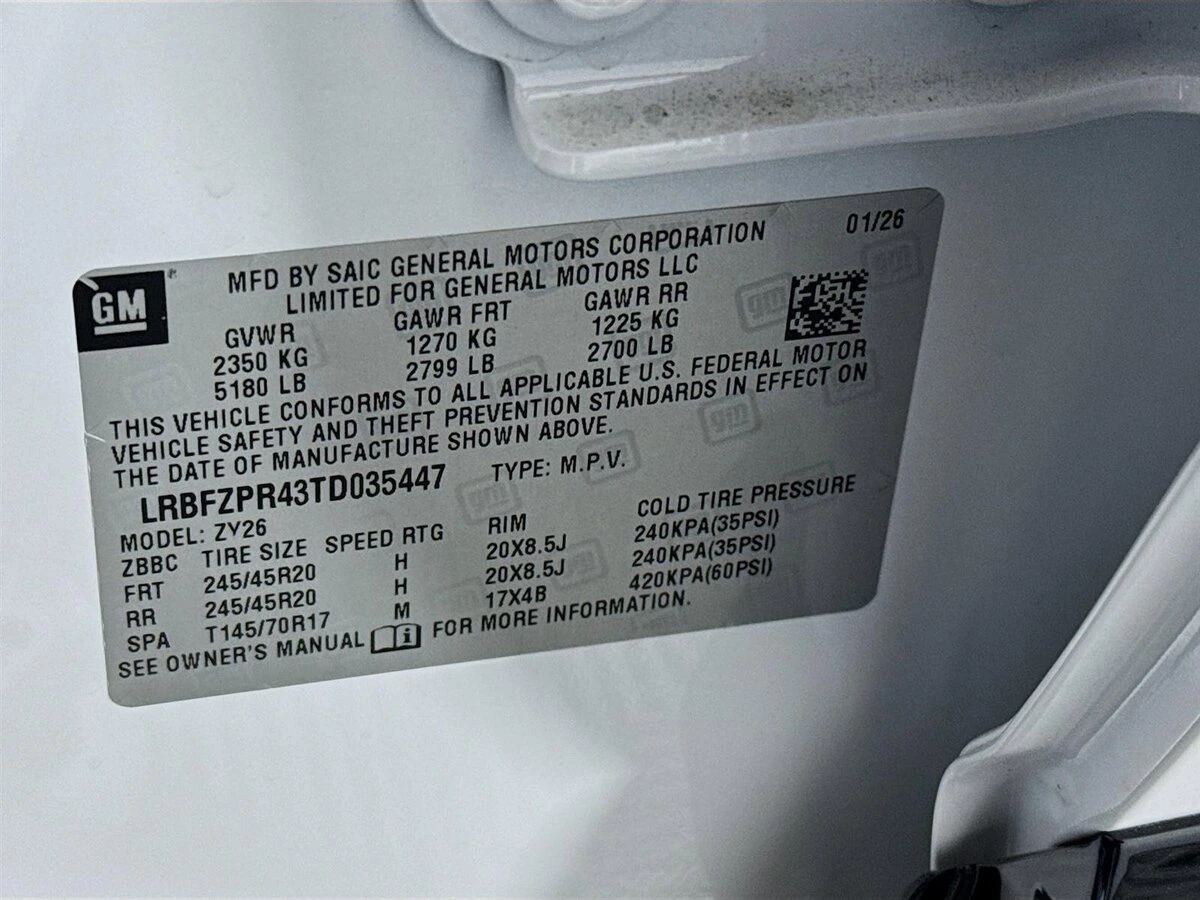 01/26
GM
MFD BY SAIC GENERAL MOTORS CORPORATION
LIMITED FOR GENERAL MOTORS LLC
GVWR GAWR FRT GAWR RR
2350 KG 1270 KG 1225 KG
5180 LB 2799 LB 2700 LB
THIS VEHICLE CONFORMS TO ALL APPLICABLE U.S. FEDERAL MOTOR
VEHICLE SAFETY AND THEFT PREVENTION STANDARDS IN EFFECT ON
THE DATE OF MANUFACTURE SHOWN ABOVE.
LRBFZPR43TD035447 TYPE: M.P.V.
MODEL: ZY26
ZBBC TIRE SIZE SPEED RTG RIM COLD TIRE PRESSURE
FRT 245/45R20 H 20X8.5J 240KPA(35PSI)
RR 245/45R20 H 20X8.5J 240KPA(35PSI)
SPA T145/70R17 M 17X4B 420KPA(60PSI)
SEE OWNER'S MANUAL i FOR MORE INFORMATION.